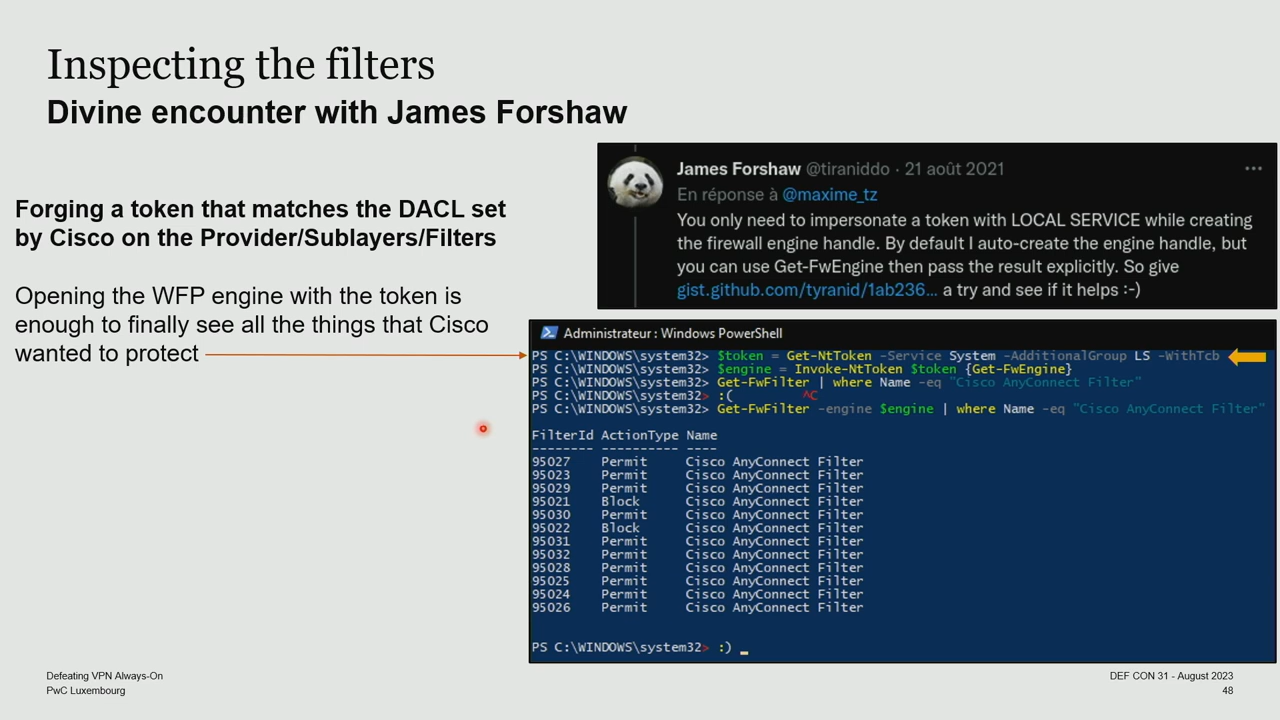 Inspecting the filters
Divine encounter with James Forshaw
Forging a token that matches the DACL set
by Cisco on the Provider/Sublayers/Filters
Opening the WFP engine with the token is
enough to finally see all the things that Cisco
wanted to protect
James Forshaw @tiraniddo · 21 août 2021
En réponse à @maxime_tz
You only need to impersonate a token with LOCAL SERVICE while creating
the firewall engine handle. By default I auto-create the engine handle, but
you can use Get-FwEngine then pass the result explicitly. So give
gist.github.com/tyranid/1ab236... a try and see if it helps :-)
Administrateur : Windows PowerShell
PS C:\WINDOWS\system32> $token = Get-NtToken -Service System -AdditionalGroup LS -WithTcb
PS C:\WINDOWS\system32> $engine = Invoke-NtToken $token {Get-FwEngine}
PS C:\WINDOWS\system32> Get-FwFilter | where Name -eq "Cisco AnyConnect Filter"
PS C:\WINDOWS\system32> :( ^C
PS C:\WINDOWS\system32> Get-FwFilter -engine $engine | where Name -eq "Cisco AnyConnect Filter"
FilterId ActionType Name
-------- ---------- ----
95027 Permit Cisco AnyConnect Filter
95023 Permit Cisco AnyConnect Filter
95029 Permit Cisco AnyConnect Filter
95021 Block Cisco AnyConnect Filter
95030 Permit Cisco AnyConnect Filter
95022 Block Cisco AnyConnect Filter
95031 Permit Cisco AnyConnect Filter
95032 Permit Cisco AnyConnect Filter
95028 Permit Cisco AnyConnect Filter
95025 Permit Cisco AnyConnect Filter
95024 Permit Cisco AnyConnect Filter
95026 Permit Cisco AnyConnect Filter
PS C:\WINDOWS\system32> :) _
Defeating VPN Always-On
PwC Luxembourg
DEF CON 31 - August 2023
48